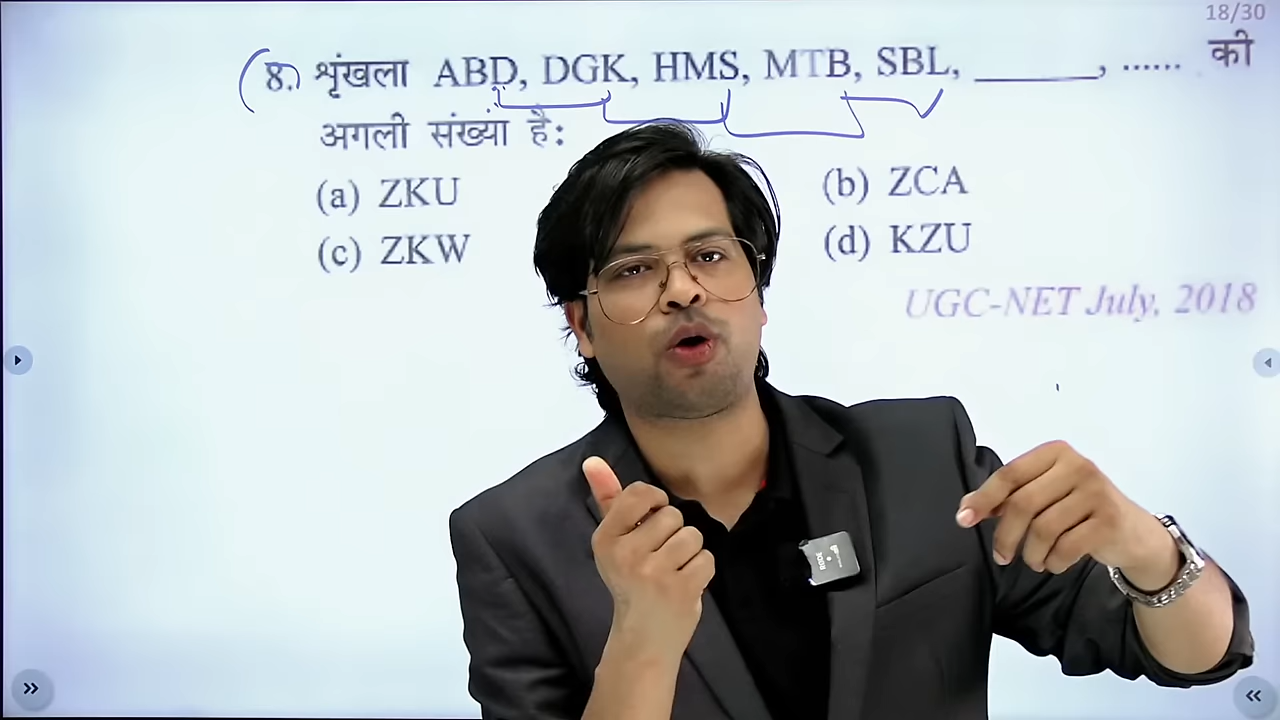 18/30
(8.) शृंखला ABD, DGK, HMS, MTB, SBL, ______, ...... की
अगली संख्या है:
(a) ZKU (b) ZCA
(c) ZKW (d) KZU
UGC-NET July, 2018
RODE